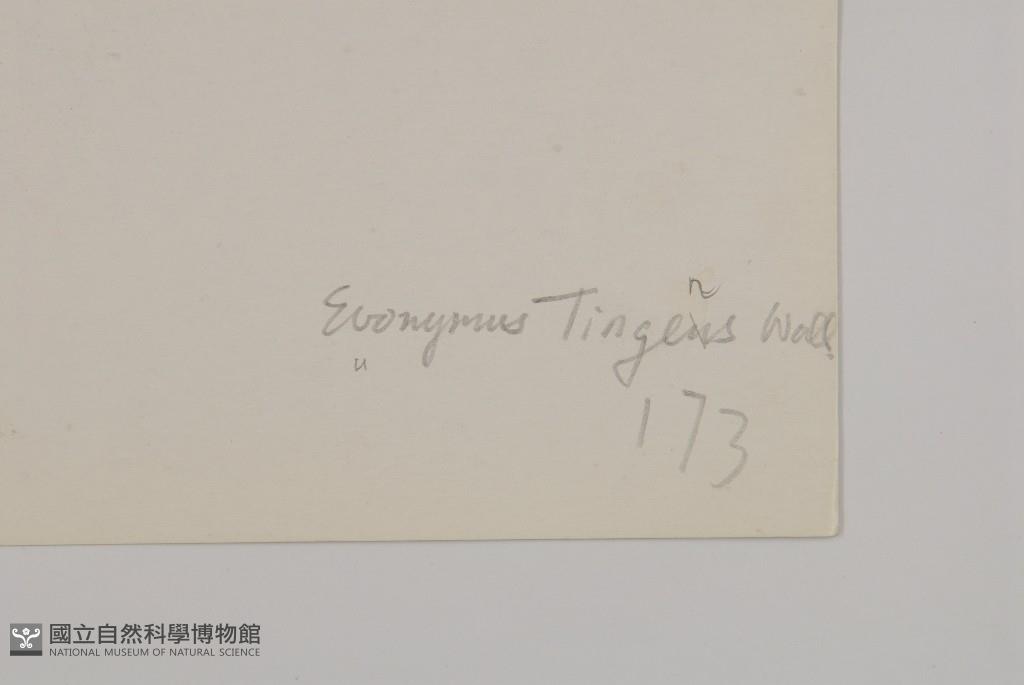 n
Evonymus Tingens Wall.
u
173
國立自然科學博物館
NATIONAL MUSEUM OF NATURAL SCIENCE